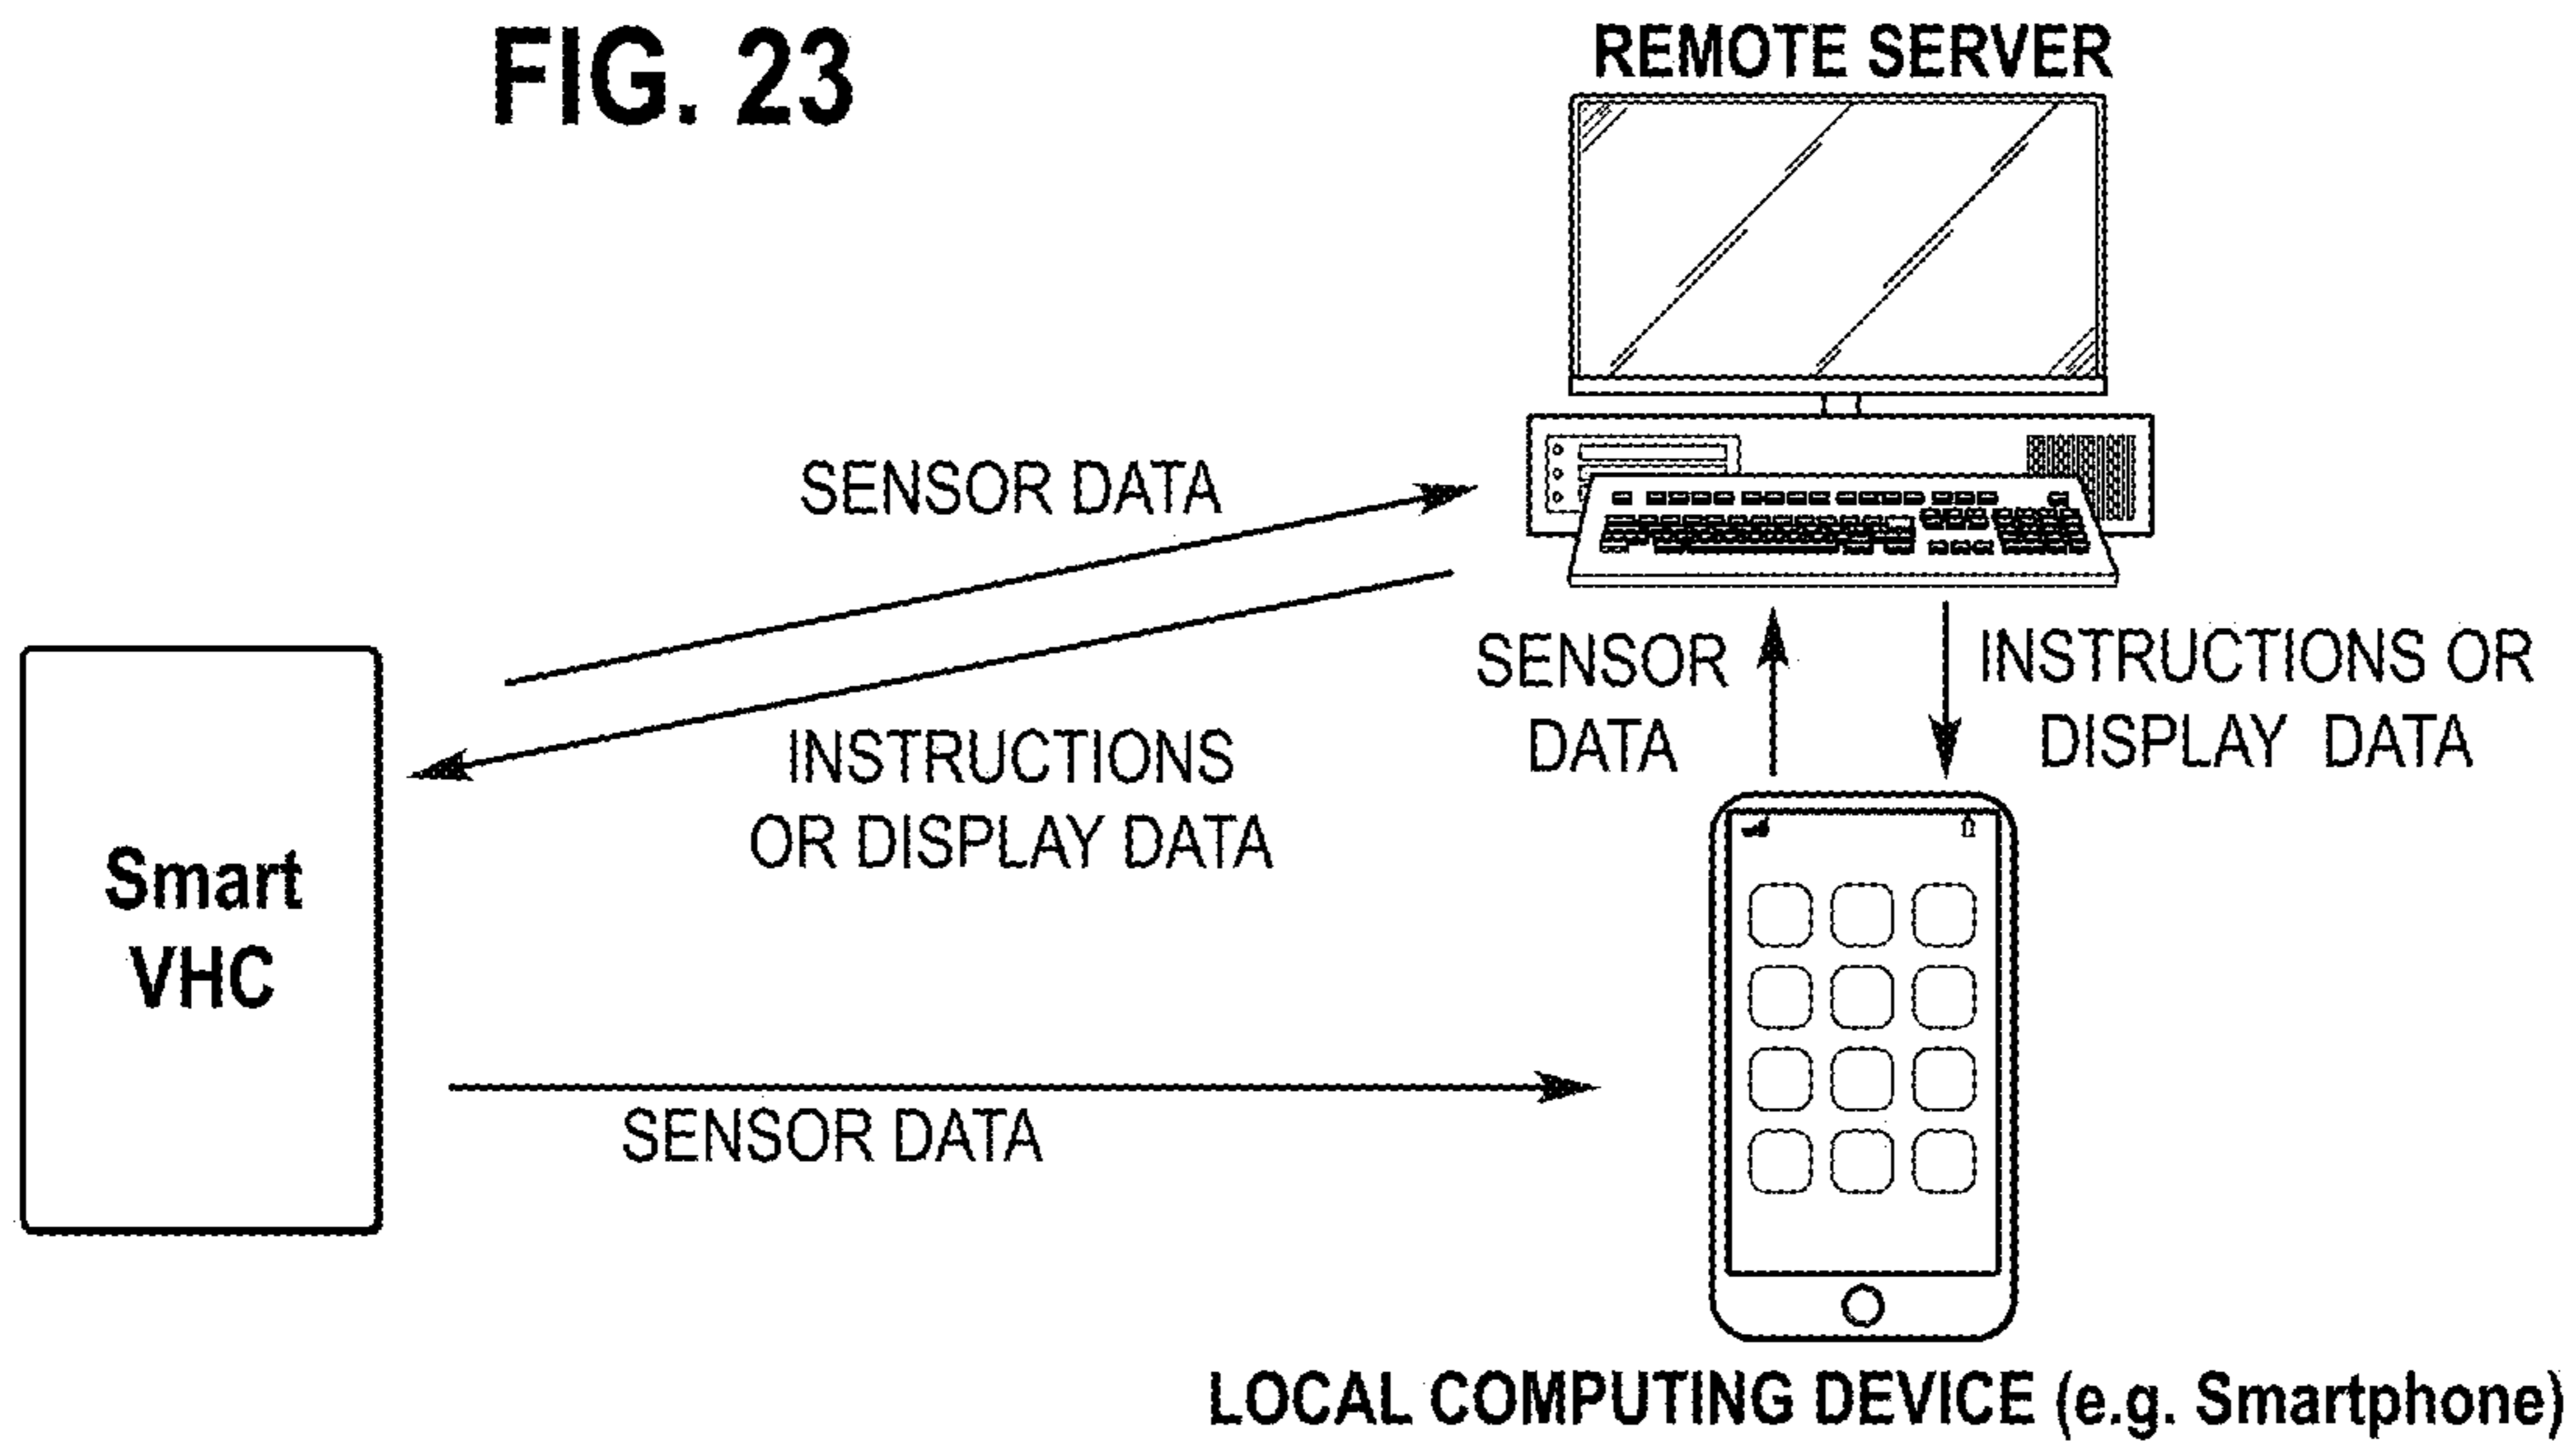 FIG. 23
REMOTE SERVER
SENSOR DATA
INSTRUCTIONS
OR DISPLAY DATA
SENSOR
DATA
INSTRUCTIONS OR
DISPLAY DATA
Smart
VHC
SENSOR DATA
LOCAL COMPUTING DEVICE (e.g. Smartphone)